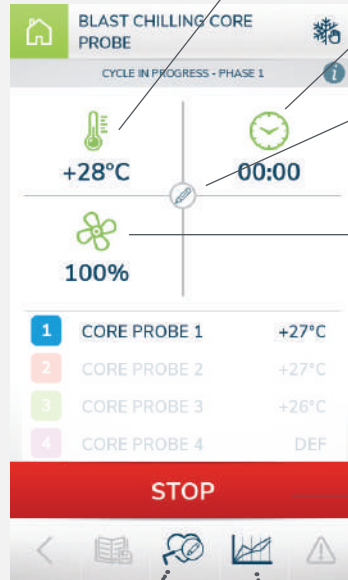 BLAST CHILLING CORE
PROBE
CYCLE IN PROGRESS - PHASE 1
i
+28°C
00:00
100%
1 CORE PROBE 1 +27°C
2 CORE PROBE 2 +27°C
3 CORE PROBE 3 +26°C
4 CORE PROBE 4 DEF
STOP